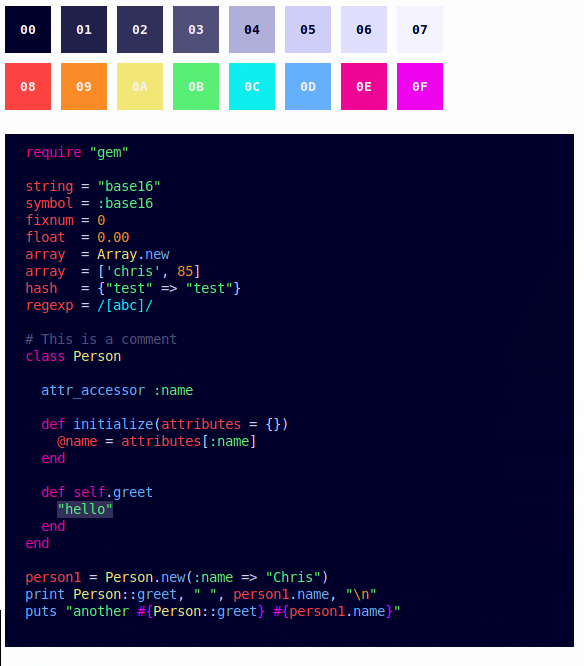 00 01 02 03 04 05 06 07
08 09 0A 0B 0C 0D 0E 0F
require "gem"
string = "base16"
symbol = :base16
fixnum = 0
float  = 0.00
array  = Array.new
array  = ['chris', 85]
hash   = {"test" => "test"}
regexp = /[abc]/
# This is a comment
class Person
  attr_accessor :name
  def initialize(attributes = {})
    @name = attributes[:name]
  end
  def self.greet
    "hello"
  end
end
person1 = Person.new(:name => "Chris")
print Person::greet, " ", person1.name, "\n"
puts "another #{Person::greet} #{person1.name}"